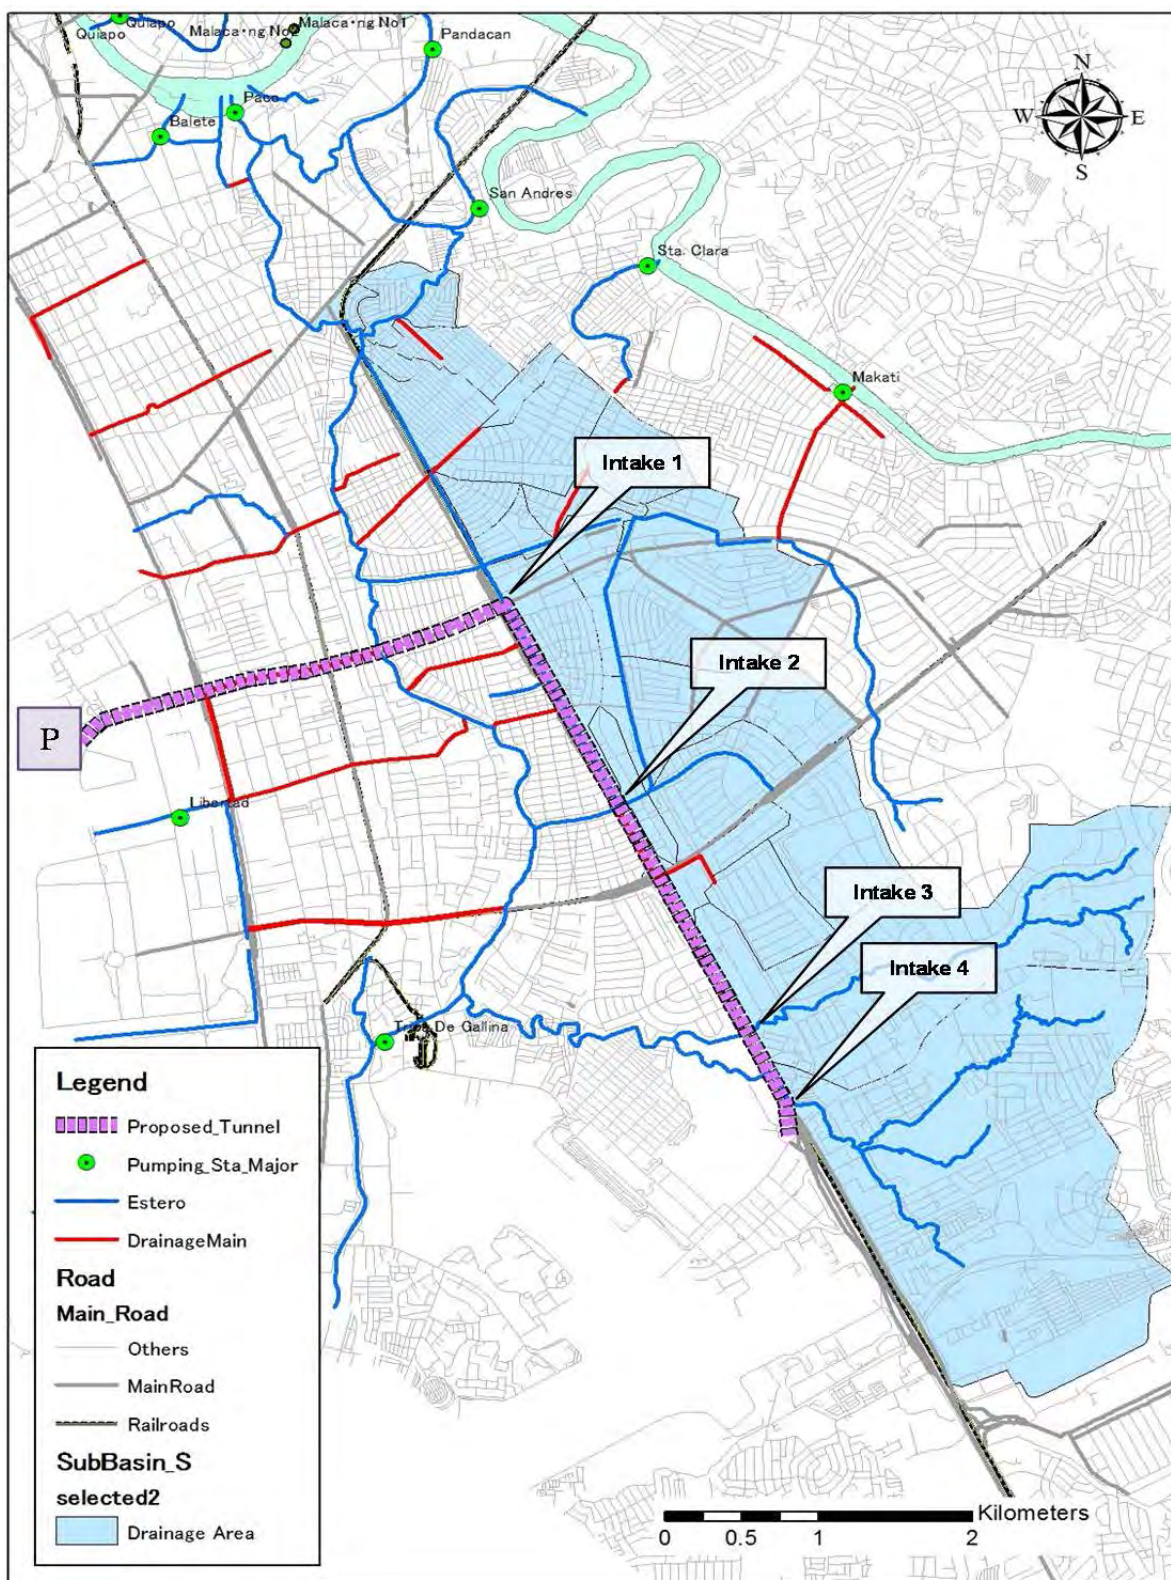 Quiapo
Quiapo
Malaca・ng No1
Malaca・ng No2
Pandacan
Paco
Balete
N
W
E
S
San Andres
Sta. Clara
Makati
Intake 1
Intake 2
P
Libertad
Intake 3
Intake 4
Tripa De Gallina
Legend
Proposed_Tunnel
Pumping_Sta_Major
Estero
DrainageMain
Road
Main_Road
Others
MainRoad
Railroads
SubBasin_S
selected2
Drainage Area
Kilometers
0 0.5 1 2